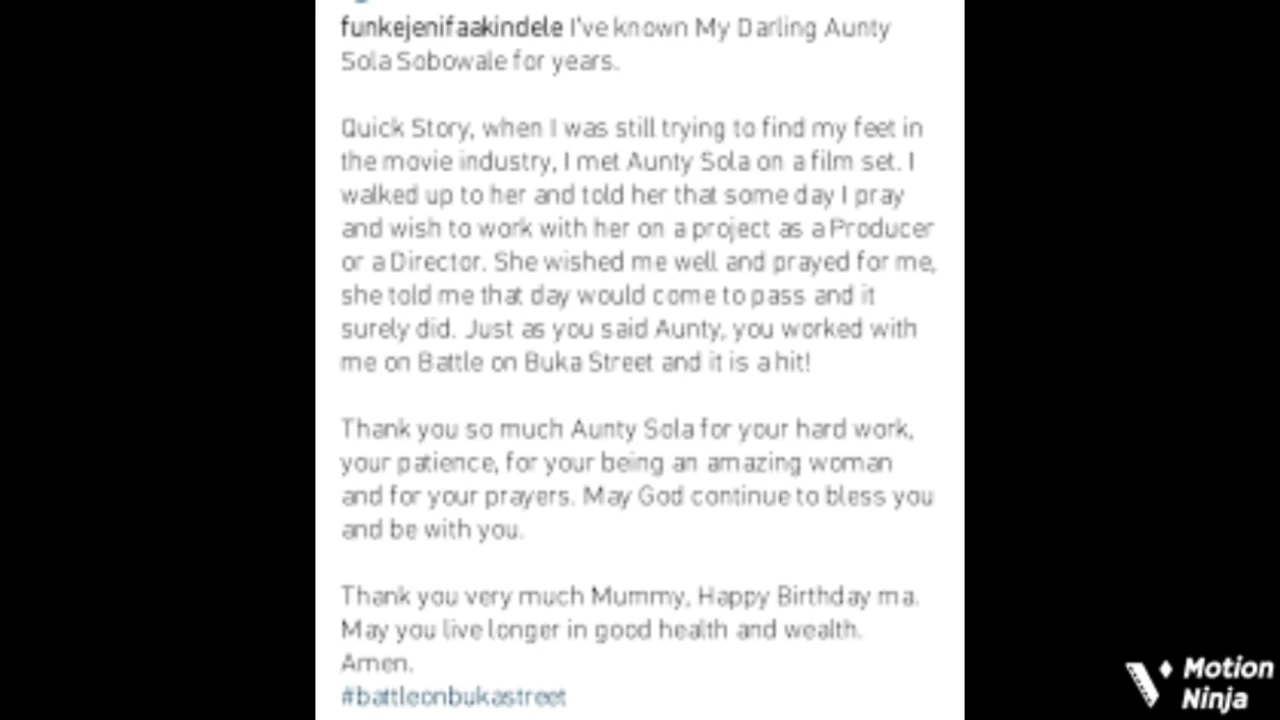 funkejenifaakindele I've known My Darling Aunty
Sola Sobowale for years.
Quick Story, when I was still trying to find my feet in
the movie industry, I met Aunty Sola on a film set. I
walked up to her and told her that some day I pray
and wish to work with her on a project as a Producer
or a Director. She wished me well and prayed for me,
she told me that day would come to pass and it
surely did. Just as you said Aunty, you worked with
me on Battle on Buka Street and it is a hit!
Thank you so much Aunty Sola for your hard work,
your patience, for your being an amazing woman
and for your prayers. May God continue to bless you
and be with you.
Thank you very much Mummy, Happy Birthday ma.
May you live longer in good health and wealth.
Amen.
#battleonbukastreet
Motion
Ninja